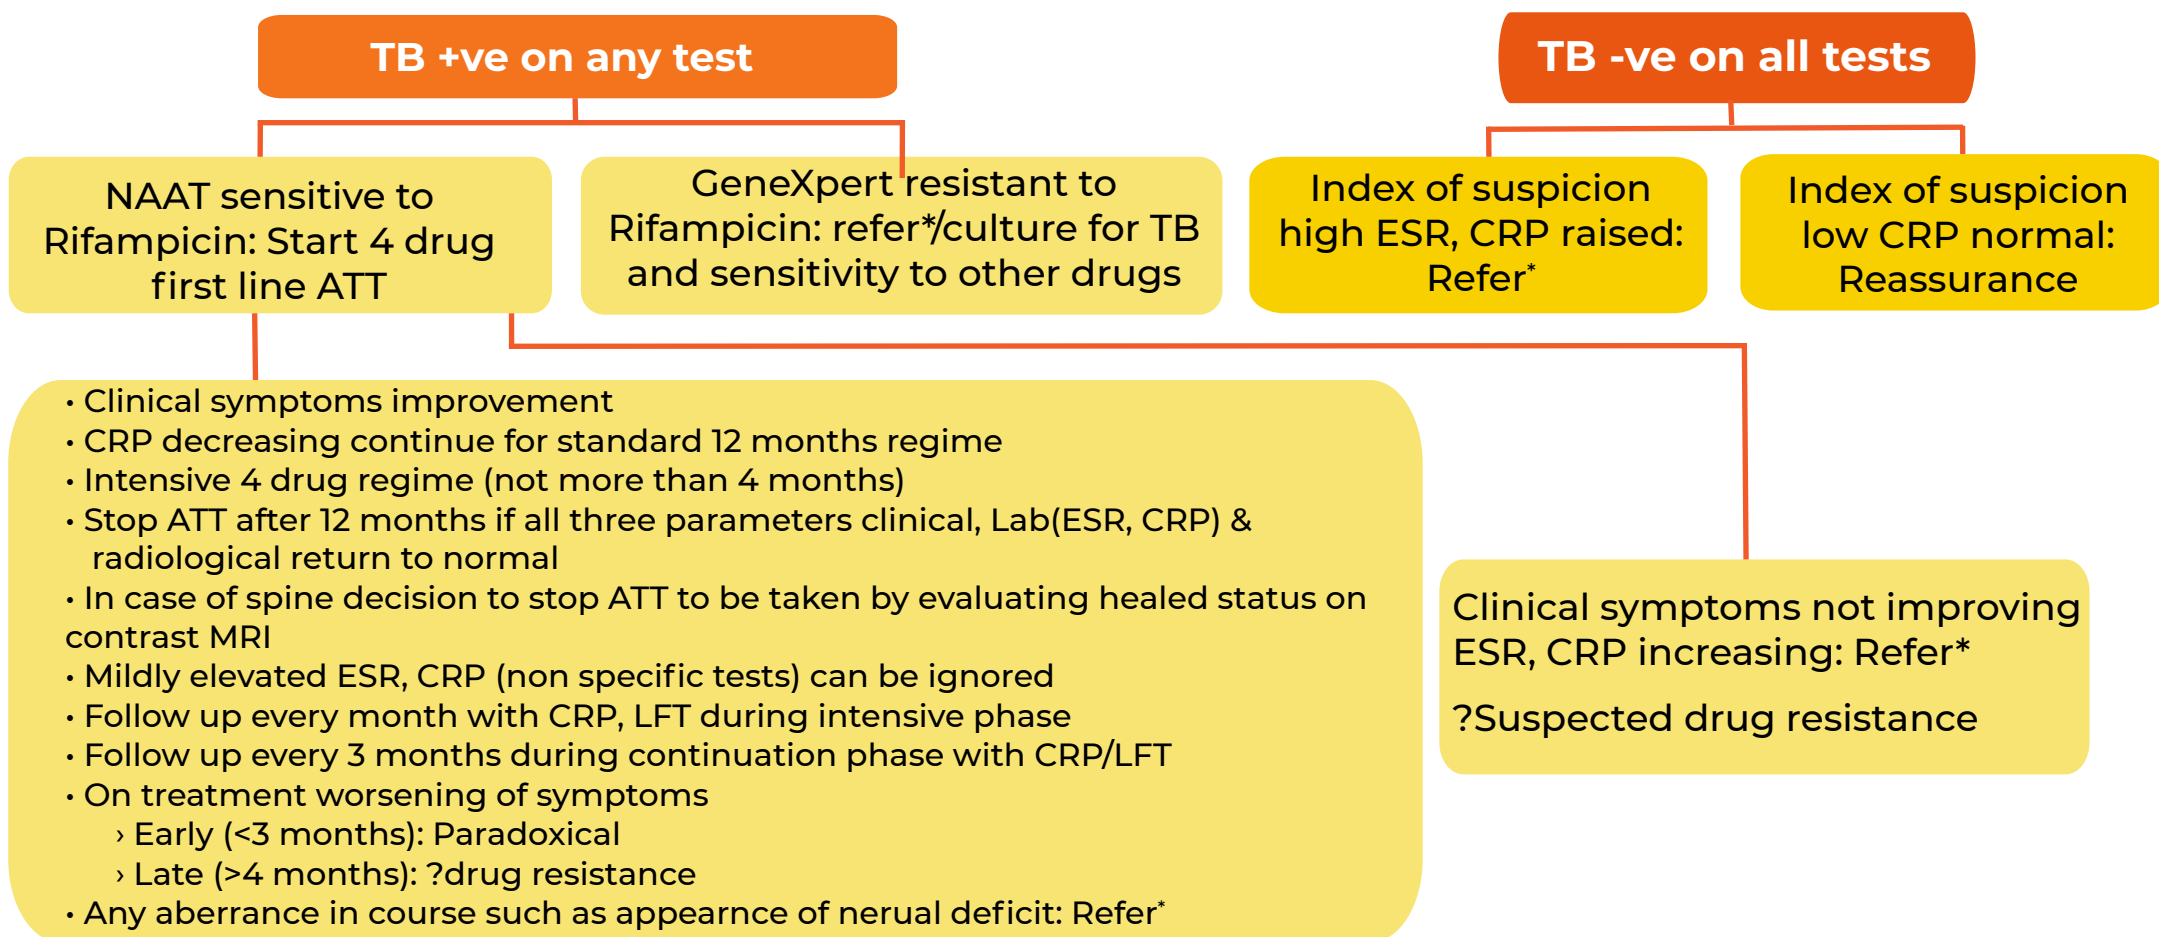 TB +ve on any test
TB -ve on all tests
NAAT sensitive to
Rifampicin: Start 4 drug
first line ATT
GeneXpert resistant to
Rifampicin: refer*/culture for TB
and sensitivity to other drugs
Index of suspicion
high ESR, CRP raised:
Refer*
Index of suspicion
low CRP normal:
Reassurance
• Clinical symptoms improvement
• CRP decreasing continue for standard 12 months regime
• Intensive 4 drug regime (not more than 4 months)
• Stop ATT after 12 months if all three parameters clinical, Lab(ESR, CRP) &
radiological return to normal
• In case of spine decision to stop ATT to be taken by evaluating healed status on
contrast MRI
• Mildly elevated ESR, CRP (non specific tests) can be ignored
• Follow up every month with CRP, LFT during intensive phase
• Follow up every 3 months during continuation phase with CRP/LFT
• On treatment worsening of symptoms
› Early (<3 months): Paradoxical
› Late (>4 months): ?drug resistance
• Any aberrance in course such as appearnce of nerual deficit: Refer*
Clinical symptoms not improving
ESR, CRP increasing: Refer*
?Suspected drug resistance